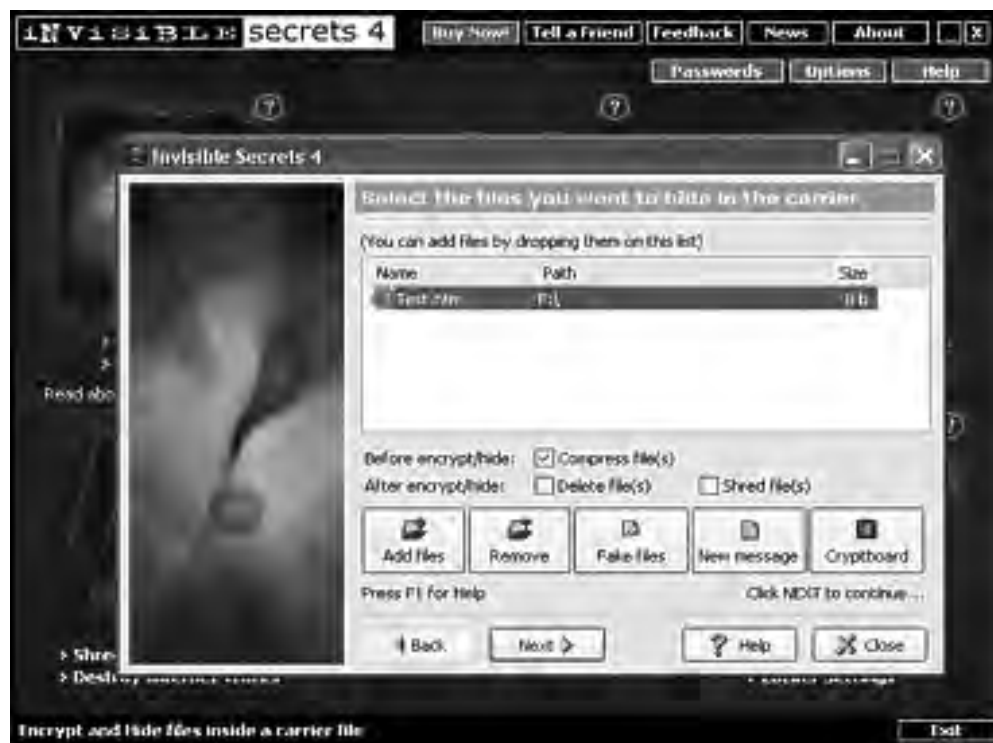 iNViSiBLE secrets 4
Buy Now! Tell a Friend Feedback News About X
Passwords Options Help
? ? ?
Invisible Secrets 4
Select the files you want to hide in the carrier
(You can add files by dropping them on this list)
Name Path Size
F:\
Read abo
?
Before encrypt/hide: Compress file(s)
After encrypt/hide: Delete file(s) Shred file(s)
Add files Remove Fake files New message Cryptboard
Press F1 for Help Click NEXT to continue ...
Back Next Help Close
> Shre
> Destroy
Encrypt and Hide files inside a carrier file Exit